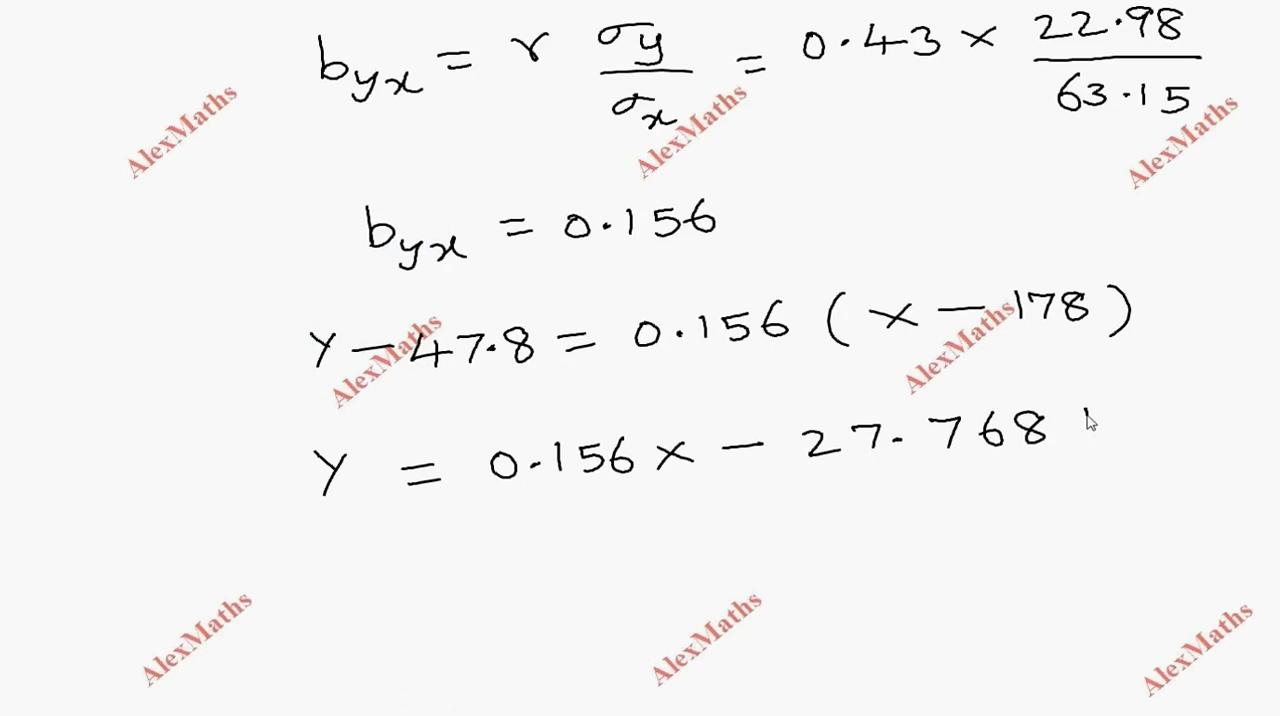 byx = r σy/σx = 0.43 × 22.98/63.15
AlexMaths AlexMaths AlexMaths
byx = 0.156
Y - 47.8 = 0.156 (x - 178)
AlexMaths AlexMaths
Y = 0.156x - 27.768
AlexMaths AlexMaths AlexMaths